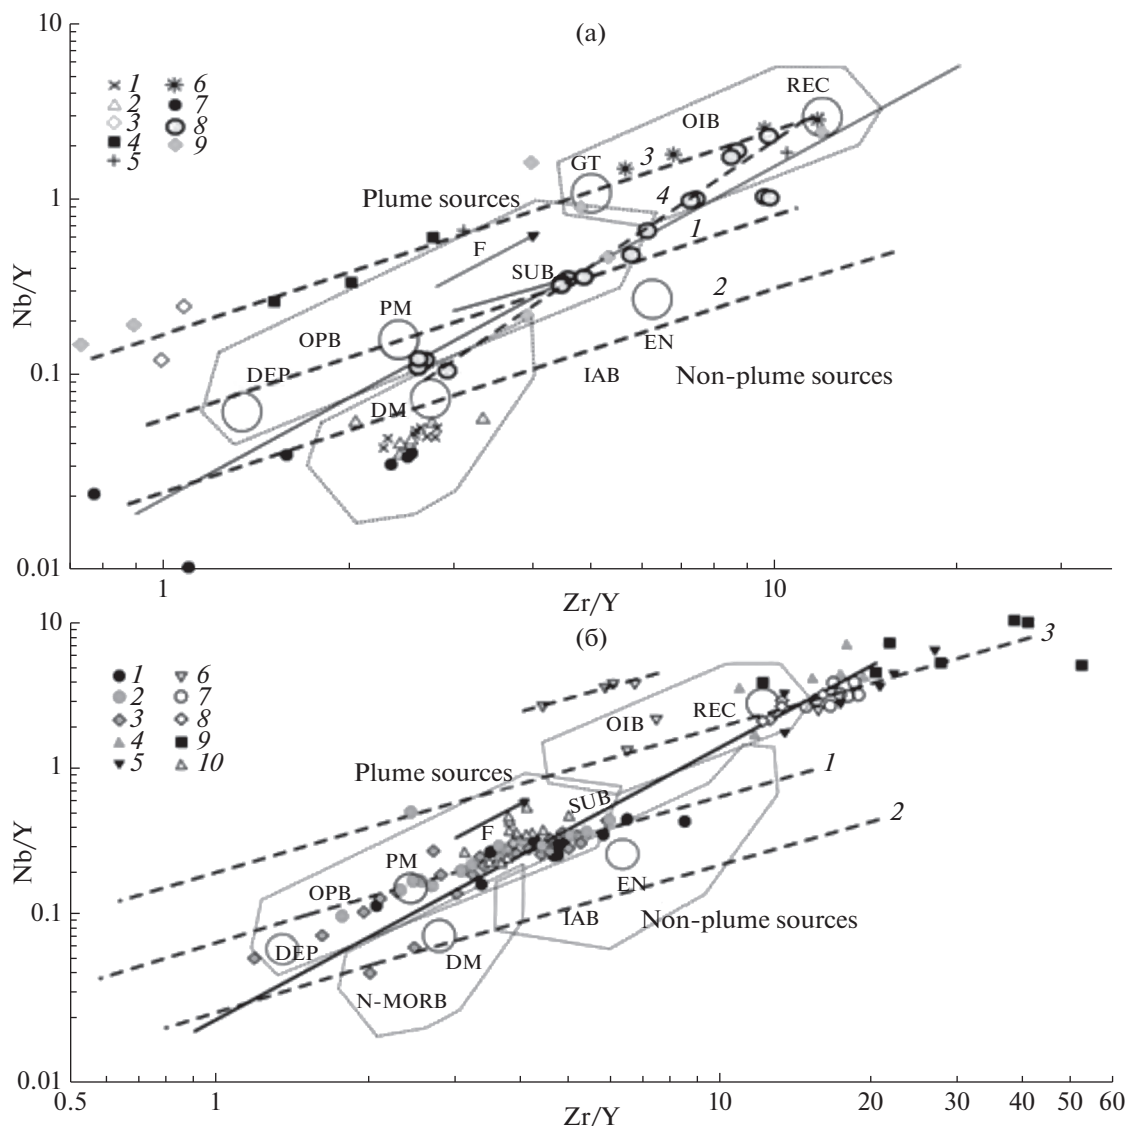 (а)
10
1
0.1
0.01
Nb/Y
1 6
2 7
3 8
4 9
5
REC
OIB
3
GT
Plume sources
4
1
F
SUB
2
PM
OPB
EN
DEP
IAB
Non-plume sources
DM
1
10
Zr/Y
(б)
10
1
0.1
0.01
Nb/Y
1 6
2 7
3 8
4 9
5 10
3
REC
OIB
Plume sources
1
SUB
F
2
PM
OPB
EN
IAB
Non-plume sources
DEP
DM
N-MORB
0.5
1
10
20
30
40
50
60
Zr/Y